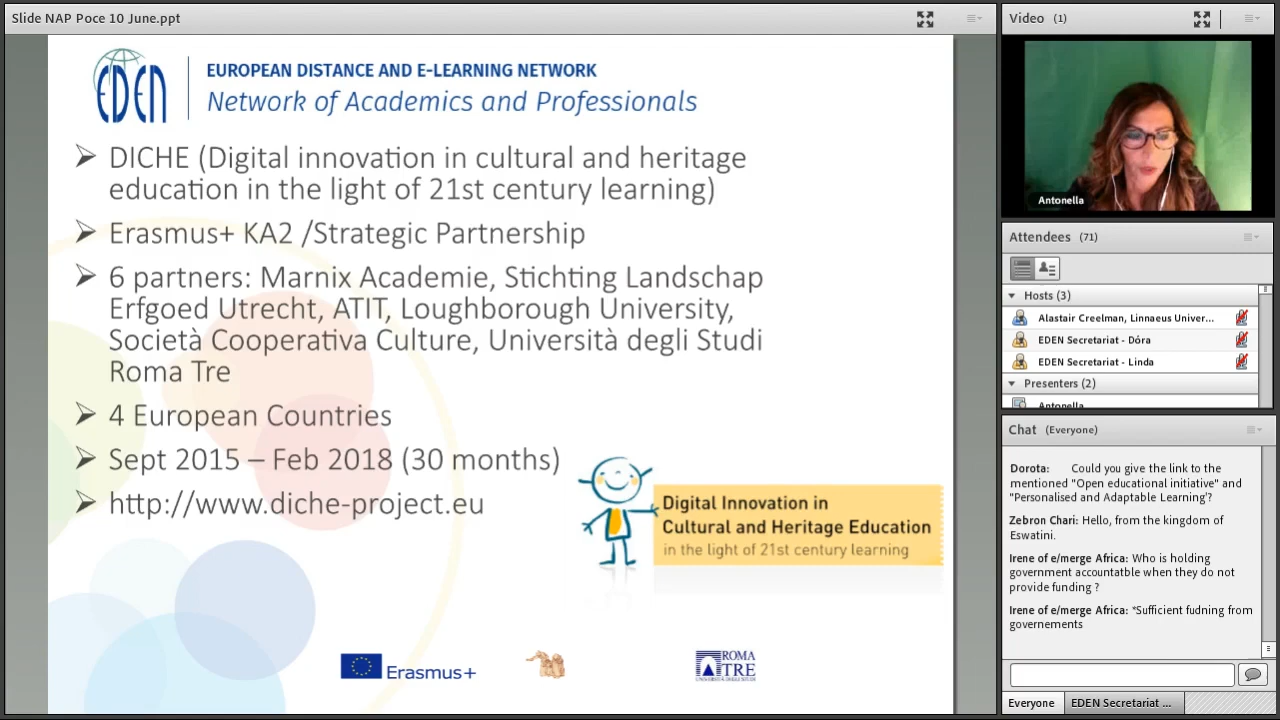 Slide NAP Poce 10 June.ppt
EDEN
EUROPEAN DISTANCE AND E-LEARNING NETWORK
Network of Academics and Professionals
DICHE (Digital innovation in cultural and heritage
education in the light of 21st century learning)
Erasmus+ KA2 /Strategic Partnership
6 partners: Marnix Academie, Stichting Landschap
Erfgoed Utrecht, ATIT, Loughborough University,
Società Cooperativa Culture, Università degli Studi
Roma Tre
4 European Countries
Sept 2015 – Feb 2018 (30 months)
http://www.diche-project.eu
Digital Innovation in
Cultural and Heritage Education
in the light of 21st century learning
Erasmus+
ROMA
TRE
UNIVERSITÀ DEGLI STUDI
Video (1)
Antonella
Attendees (71)
Hosts (3)
Alastair Creelman, Linnaeus Univer...
EDEN Secretariat - Dóra
EDEN Secretariat - Linda
Presenters (2)
Antonella
Chat (Everyone)
Dorota: Could you give the link to the
mentioned "Open educational initiative" and
"Personalised and Adaptable Learning'?
Zebron Chari: Hello, from the kingdom of
Eswatini.
Irene of e/merge Africa: Who is holding
government accountable when they do not
provide funding ?
Irene of e/merge Africa: *Sufficient fudning from
governements
Everyone
EDEN Secretariat ...